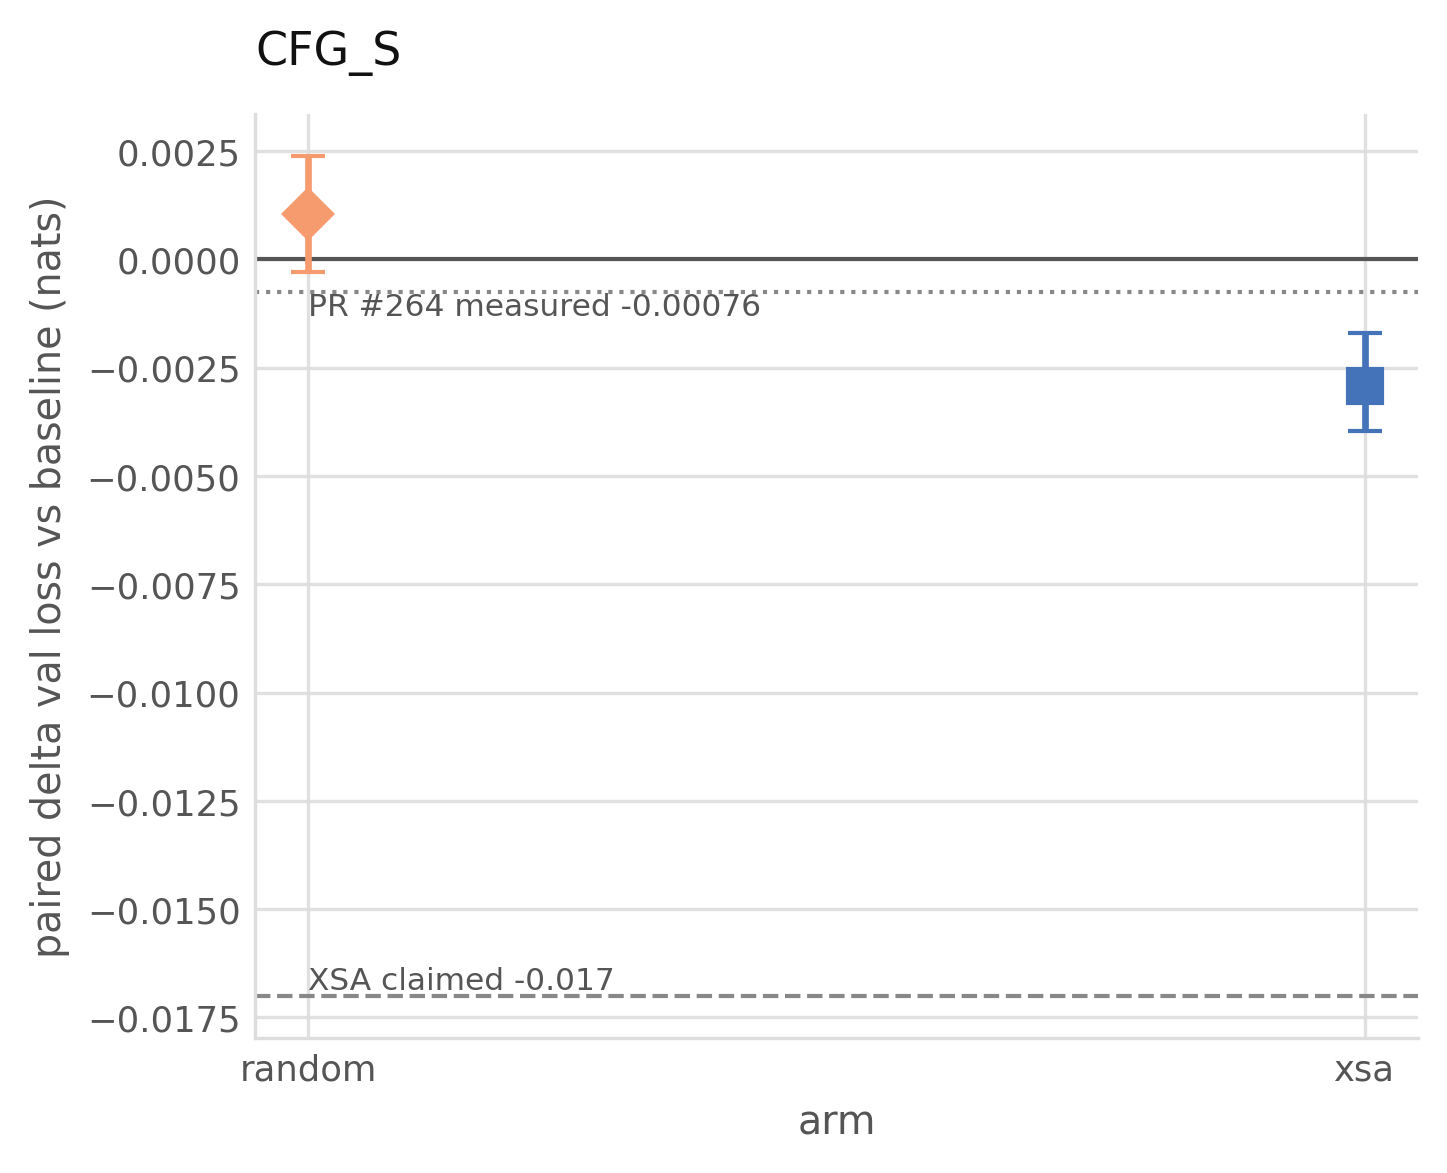 CFG_S
paired delta val loss vs baseline (nats)
0.0025
0.0000
−0.0025
−0.0050
−0.0075
−0.0100
−0.0125
−0.0150
−0.0175
PR #264 measured -0.00076
XSA claimed -0.017
random
xsa
arm